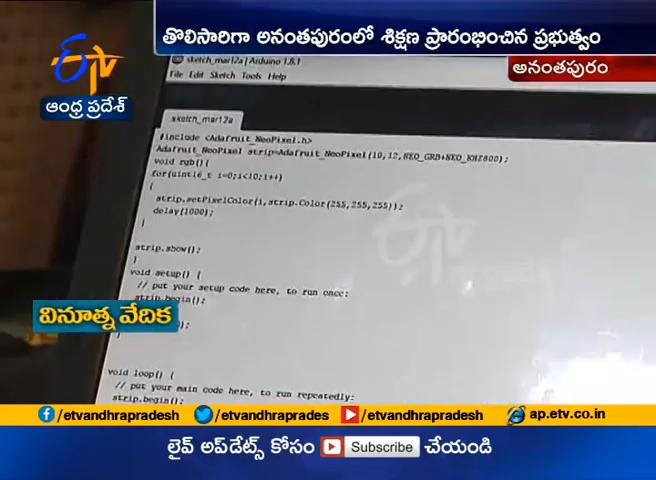 తొలిసారిగా అనంతపురంలో శిక్షణ ప్రారంభించిన ప్రభుత్వం
ETV
ఆంధ్ర ప్రదేశ్
అనంతపురం
sketch_mar12a | Arduino 1.8.1
File Edit Sketch Tools Help
sketch_mar12a
#include <Adafruit_NeoPixel.h>
Adafruit_NeoPixel strip=Adafruit_NeoPixel(10,12,NEO_GRB+NEO_KHZ800);
void rgb(){
for(uint16_t i=0;i<10;i++)
{
strip.setPixelColor(i,strip.Color(255,255,255));
delay(1000);
}
strip.show();
}
void setup() {
// put your setup code here, to run once:
strip.begin();
వినూత్న వేదిక
);
}
void loop() {
// put your main code here, to run repeatedly:
strip.begin();
/etvandhrapradesh
/etvandhraprades
/etvandhrapradesh
ap.etv.co.in
లైవ్ అప్‌డేట్స్ కోసం Subscribe చేయండి